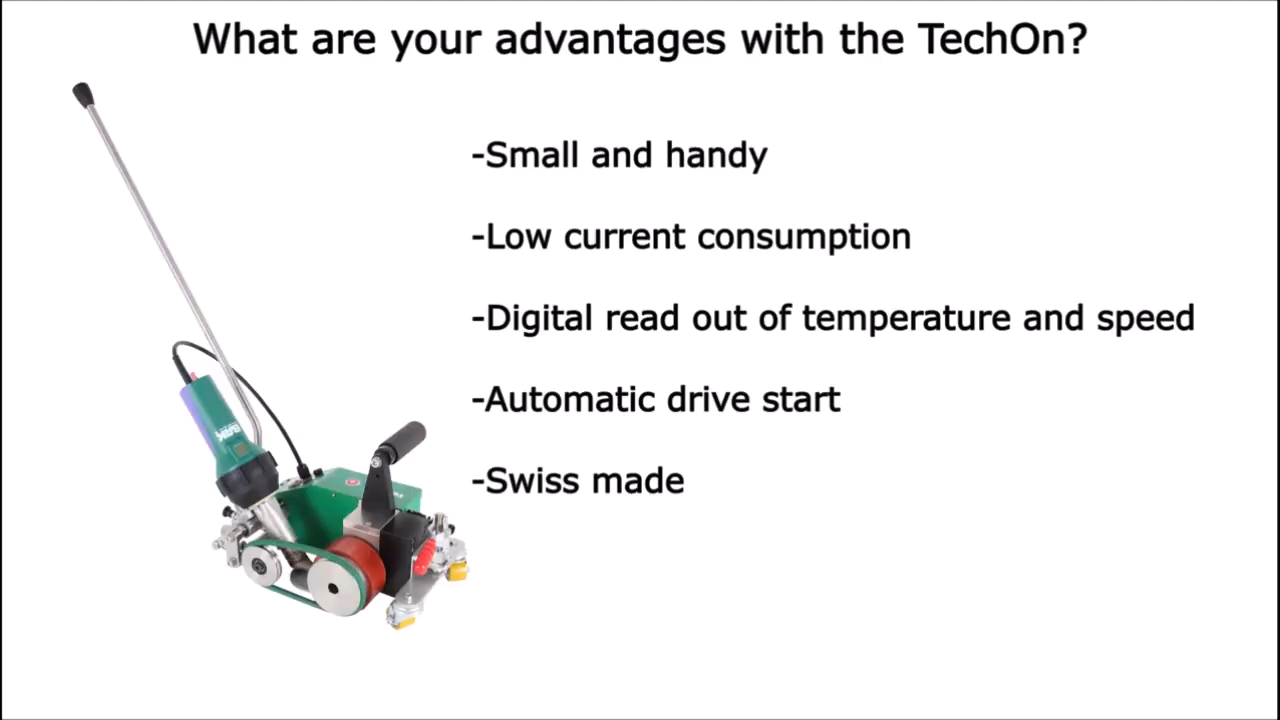 What are your advantages with the TechOn?
-Small and handy
-Low current consumption
-Digital read out of temperature and speed
-Automatic drive start
-Swiss made
BAK